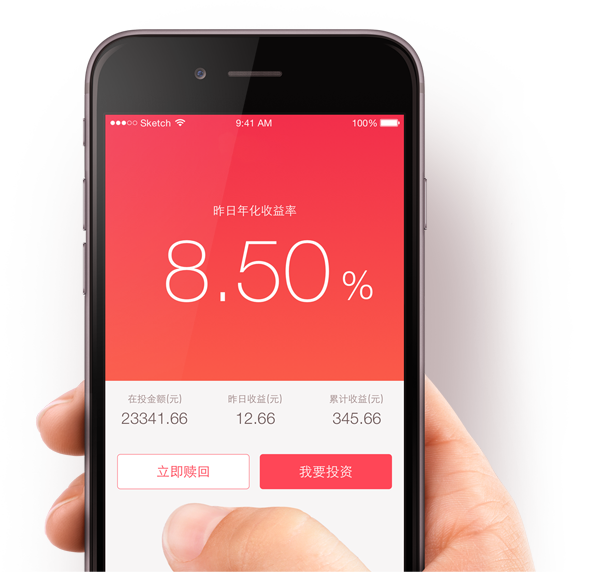 Sketch 9:41 AM 100%
昨日年化收益率
8.50 %
在投金额(元) 昨日收益(元) 累计收益(元)
23341.66 12.66 345.66
立即赎回 我要投资